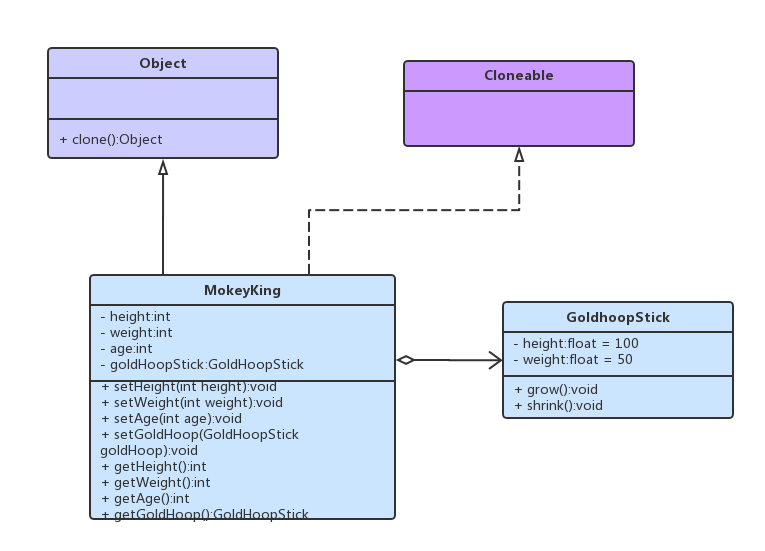 Object
+ clone():Object
Cloneable
MokeyKing
- height:int
- weight:int
- age:int
- goldHoopStick:GoldHoopStick
+ setHeight(int height):void
+ setWeight(int weight):void
+ setAge(int age):void
+ setGoldHoop(GoldHoopStick
goldHoop):void
+ getHeight():int
+ getWeight():int
+ getAge():int
+ getGoldHoop():GoldHoopStick
GoldhoopStick
- height:float = 100
- weight:float = 50
+ grow():void
+ shrink():void